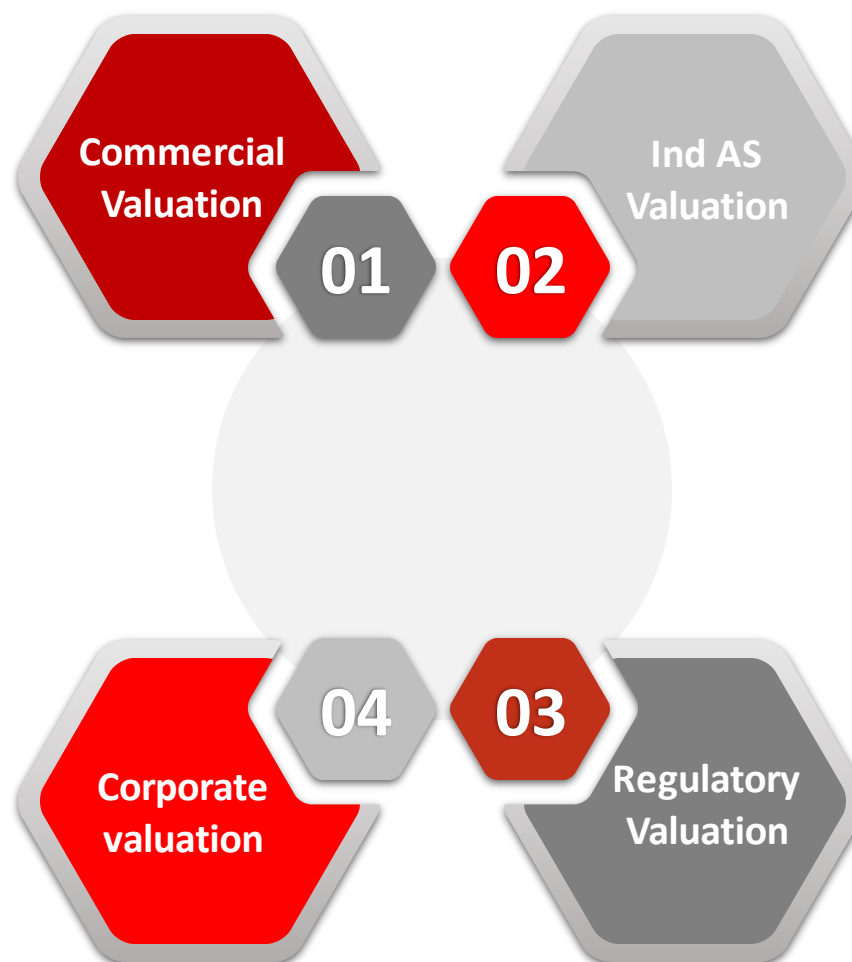 Commercial
Valuation
01
02
Ind AS
Valuation
04
03
Corporate
valuation
Regulatory
Valuation